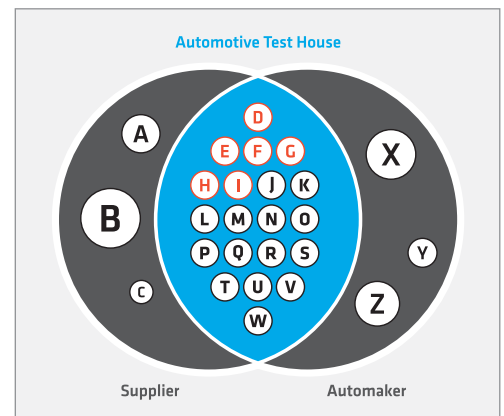 Automotive Test House
D
A
E F G
X
H I J K
B
L M N O
P Q R S
Y
C
T U V
Z
W
Supplier Automaker